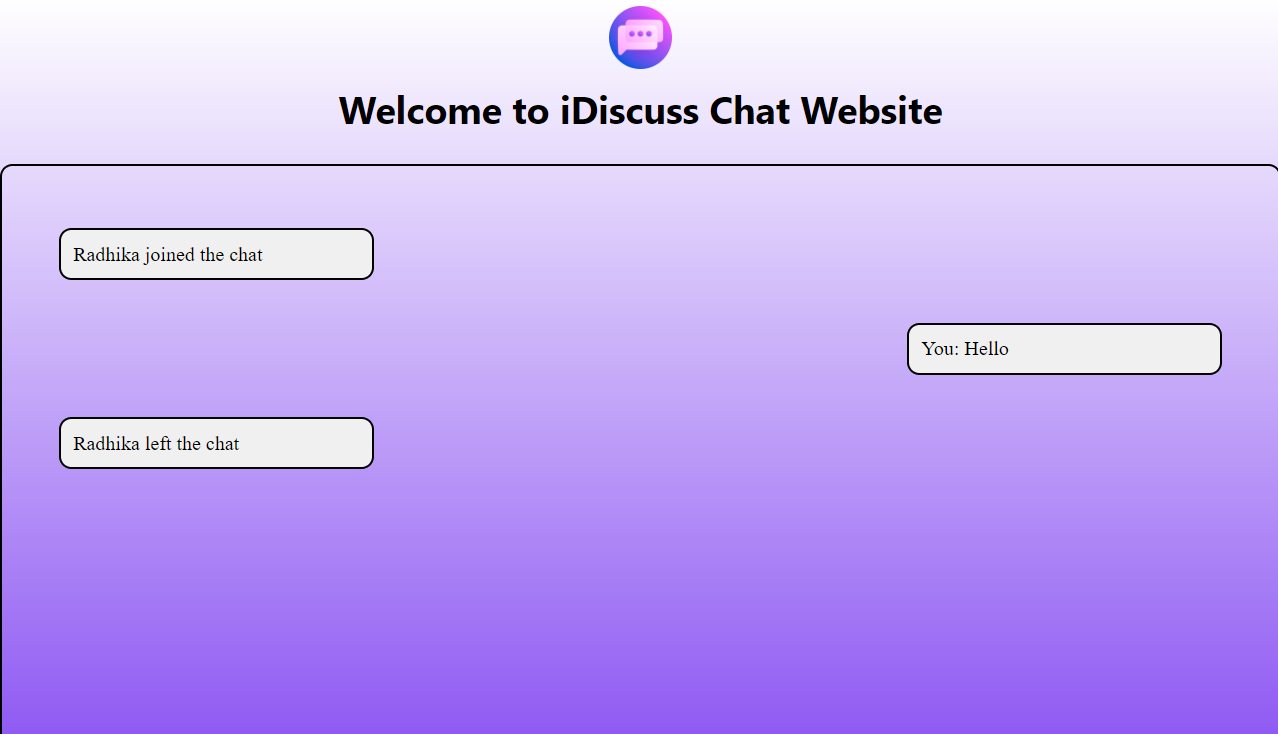 Welcome to iDiscuss Chat Website
Radhika joined the chat
You: Hello
Radhika left the chat